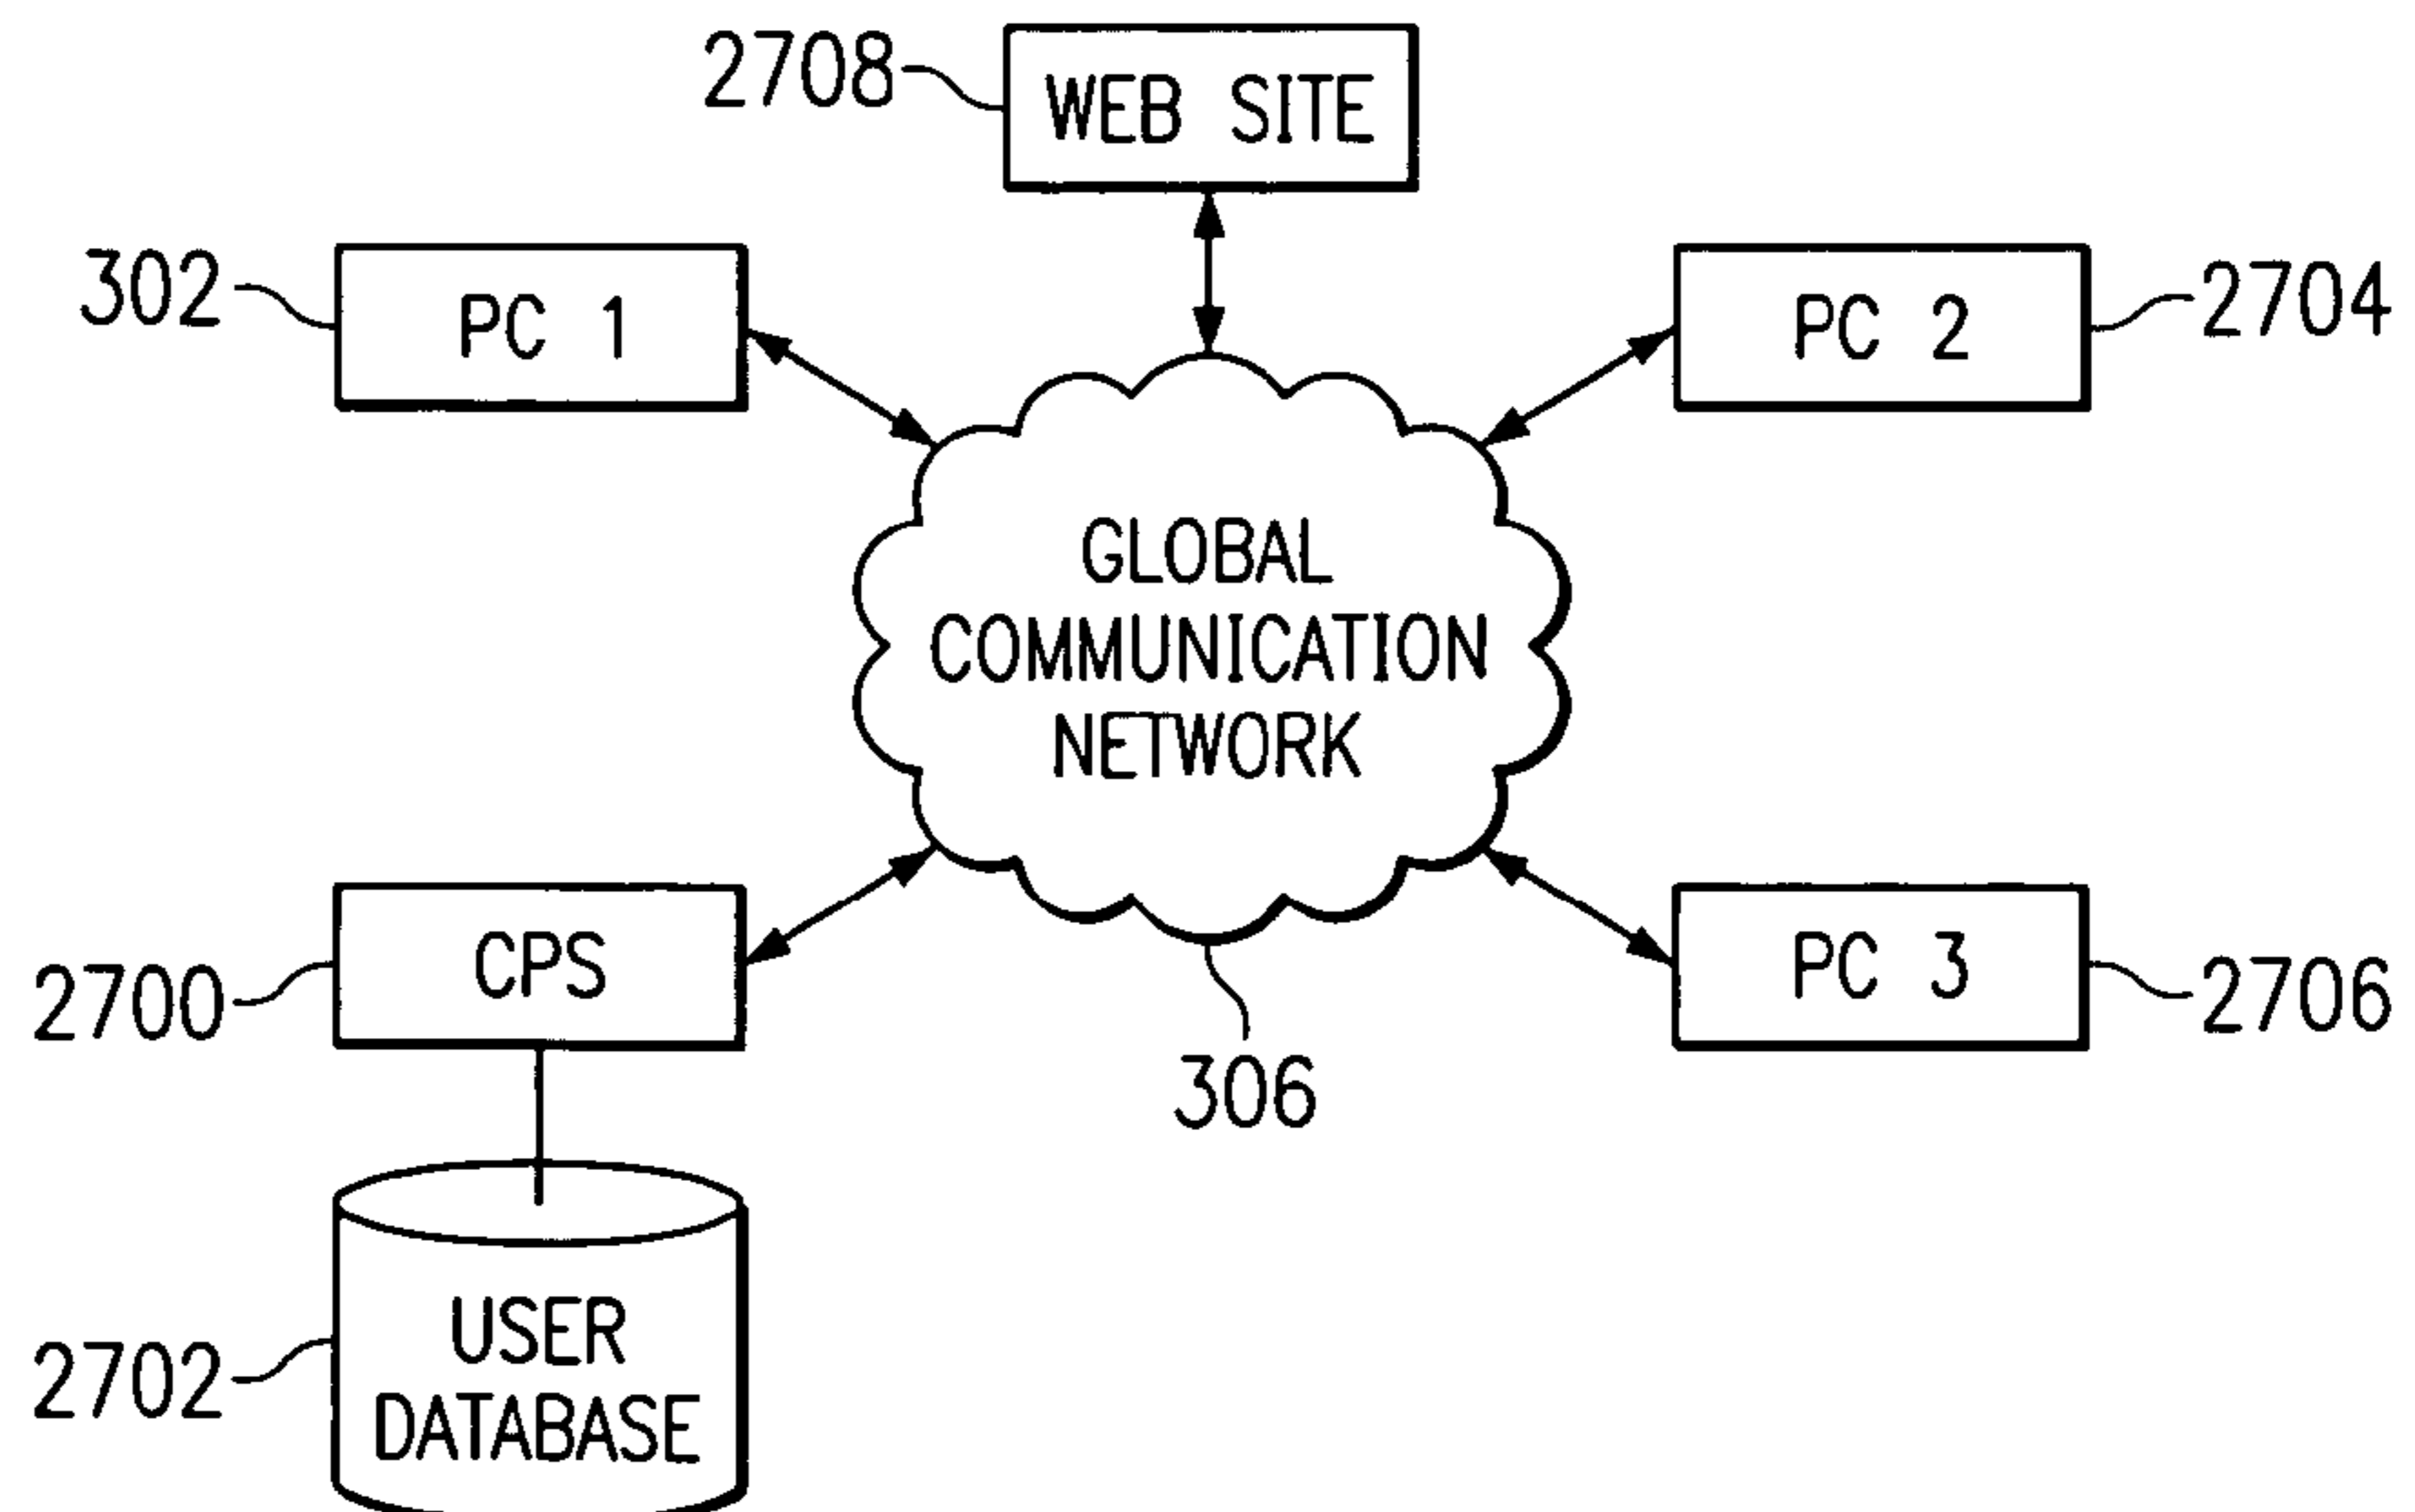 2708
WEB SITE
302
PC 1
PC 2
2704
GLOBAL
COMMUNICATION
NETWORK
2700
CPS
PC 3
2706
306
2702
USER
DATABASE